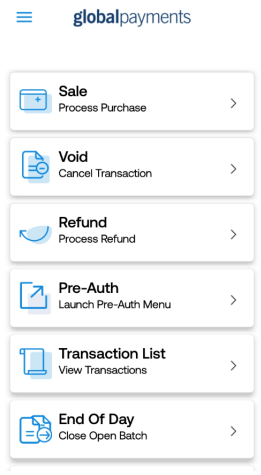 globalpayments
Sale
Process Purchase
Void
Cancel Transaction
Refund
Process Refund
Pre-Auth
Launch Pre-Auth Menu
Transaction List
View Transactions
End Of Day
Close Open Batch